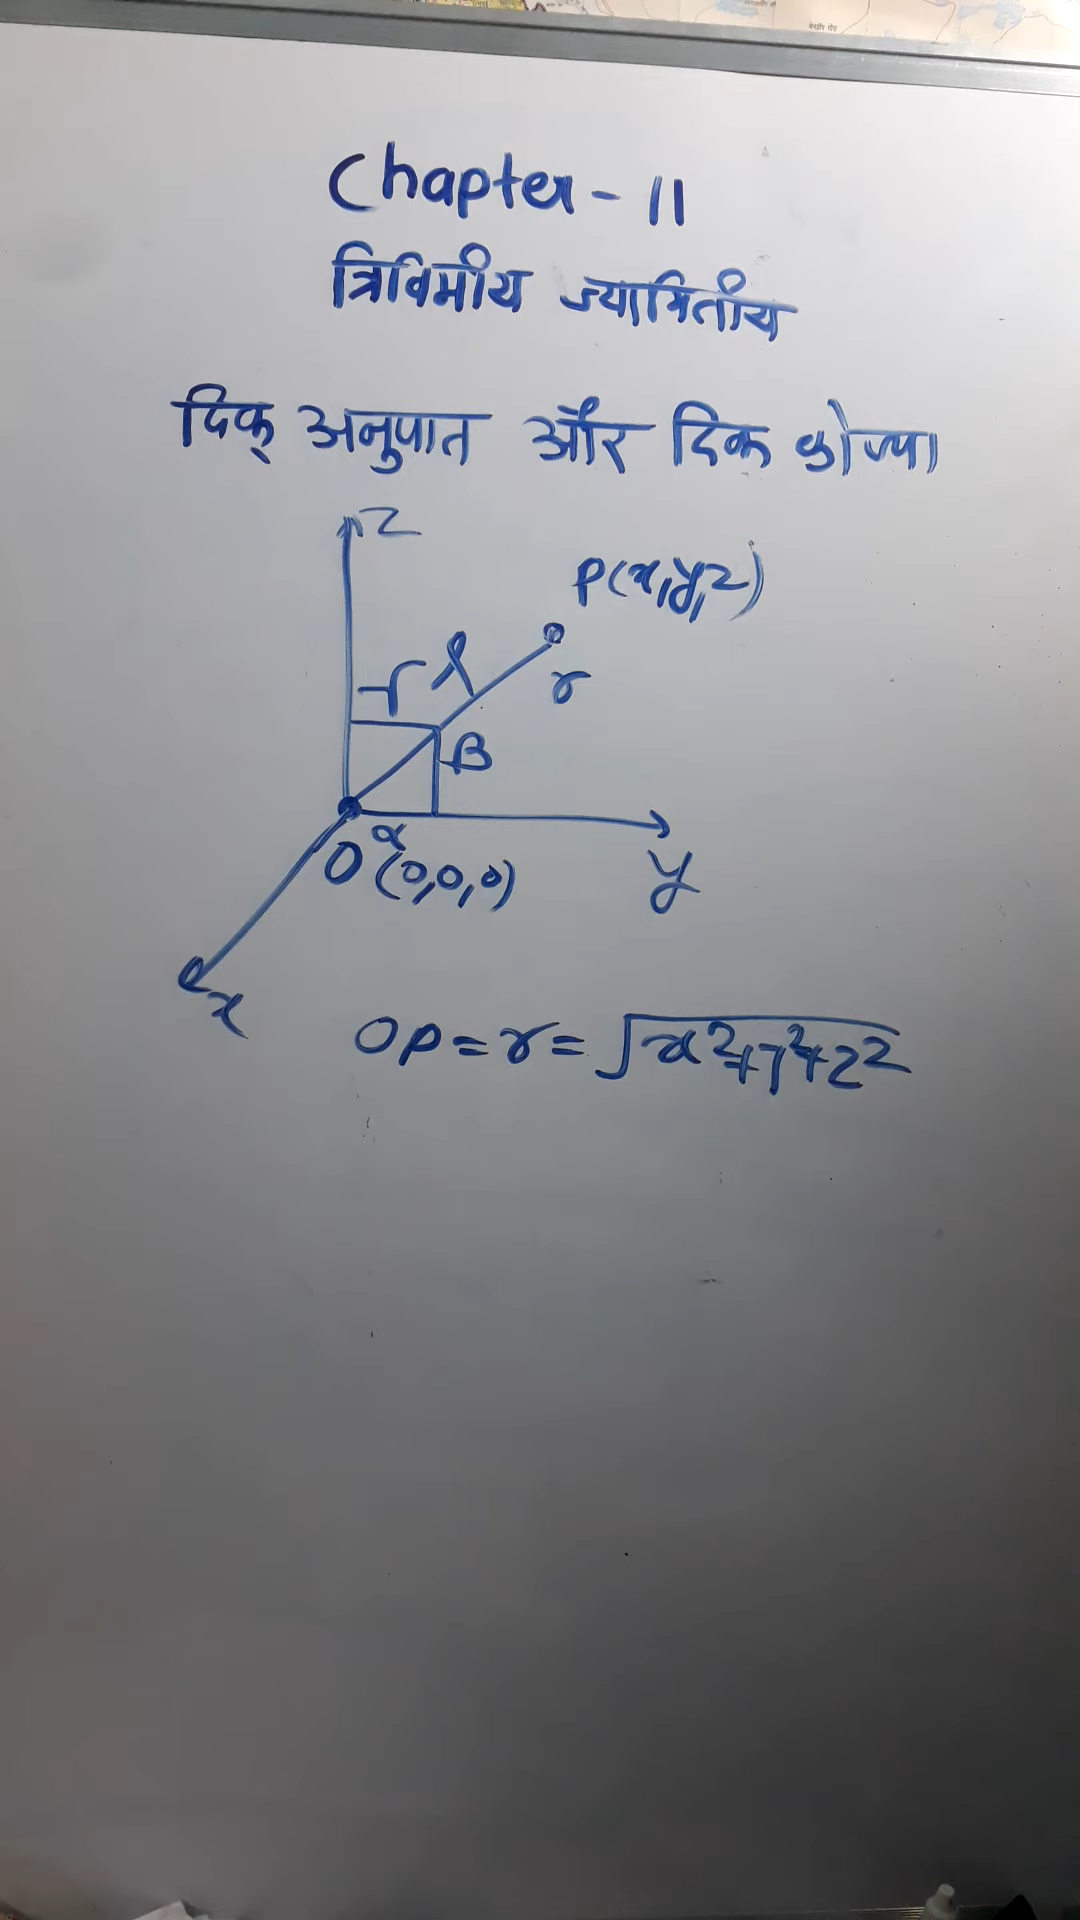 Chapter - 11
त्रिविमीय ज्यामितीय
दिक् अनुपात और दिक कोज्या
z
P(x,y,z)
r
B
α
O (0,0,0)
y
x
OP = r = √x²+y²+z²